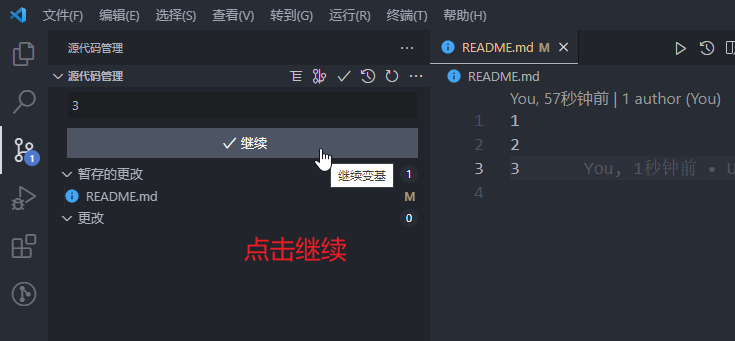 文件(F) 编辑(E) 选择(S) 查看(V) 转到(G) 运行(R) 终端(T) 帮助(H)
源代码管理
源代码管理
3
继续
继续变基
暂存的更改 1
README.md M
更改 0
点击继续
1
README.md M
README.md
You, 57秒钟前 | 1 author (You)
1 1
2 2
3 3 You, 1秒钟前 • U
4